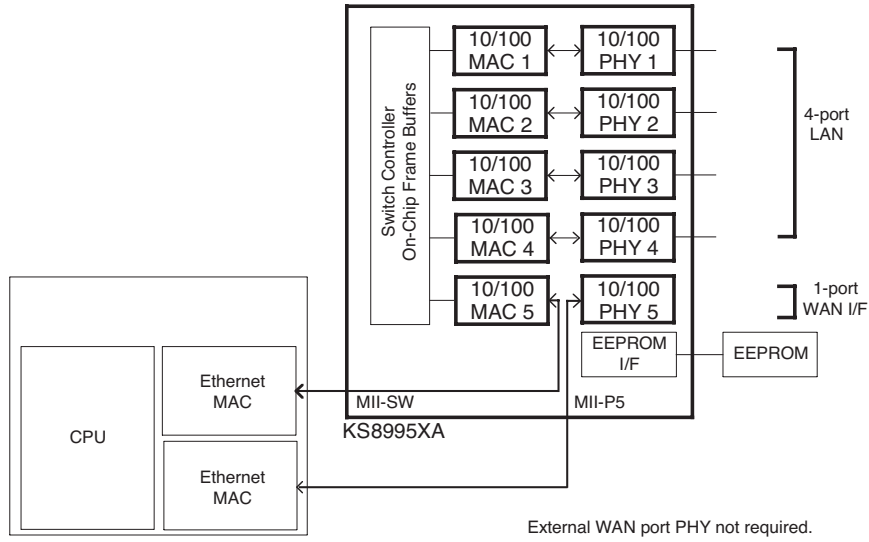 Switch Controller
On-Chip Frame Buffers
10/100
MAC 1
10/100
PHY 1
10/100
MAC 2
10/100
PHY 2
10/100
MAC 3
10/100
PHY 3
10/100
MAC 4
10/100
PHY 4
10/100
MAC 5
10/100
PHY 5
4-port
LAN
1-port
WAN I/F
EEPROM
I/F
EEPROM
MII-SW
MII-P5
KS8995XA
CPU
Ethernet
MAC
Ethernet
MAC
External WAN port PHY not required.